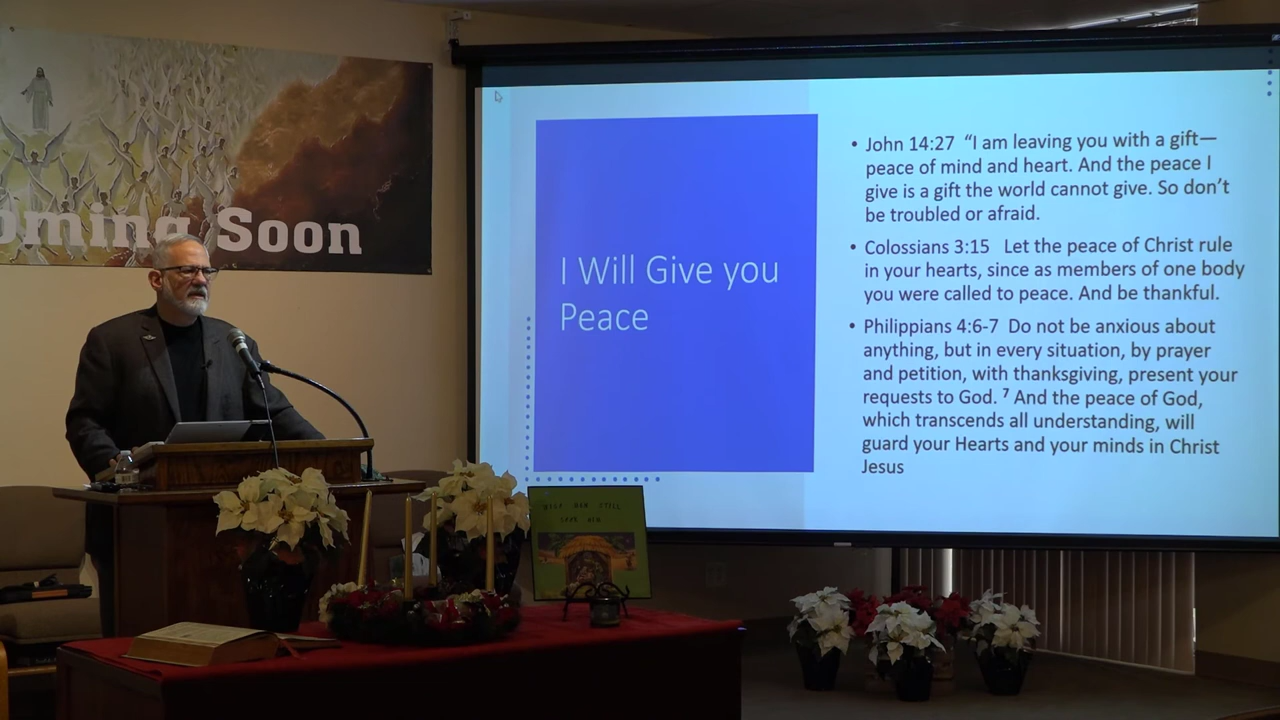 oming Soon
I Will Give you
Peace
• John 14:27 “I am leaving you with a gift—
peace of mind and heart. And the peace I
give is a gift the world cannot give. So don’t
be troubled or afraid.
• Colossians 3:15 Let the peace of Christ rule
in your hearts, since as members of one body
you were called to peace. And be thankful.
• Philippians 4:6-7 Do not be anxious about
anything, but in every situation, by prayer
and petition, with thanksgiving, present your
requests to God. ⁷ And the peace of God,
which transcends all understanding, will
guard your Hearts and your minds in Christ
Jesus
WISE MEN STILL
SEEK HIM